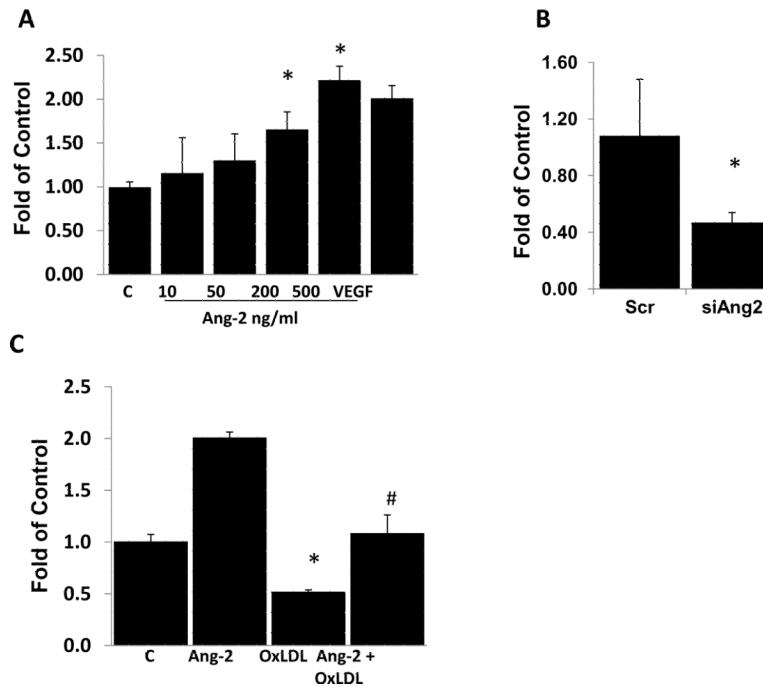 A
Fold of Control
2.50
2.00
1.50
1.00
0.50
0.00
*
*
C 10 50 200 500 VEGF
Ang-2 ng/ml
B
Fold of Control
1.60
1.20
0.80
0.40
0.00
*
Scr siAng2
C
Fold of Control
2.5
2.0
1.5
1.0
0.5
0.0
*
#
C Ang-2 OxLDL Ang-2 +
OxLDL